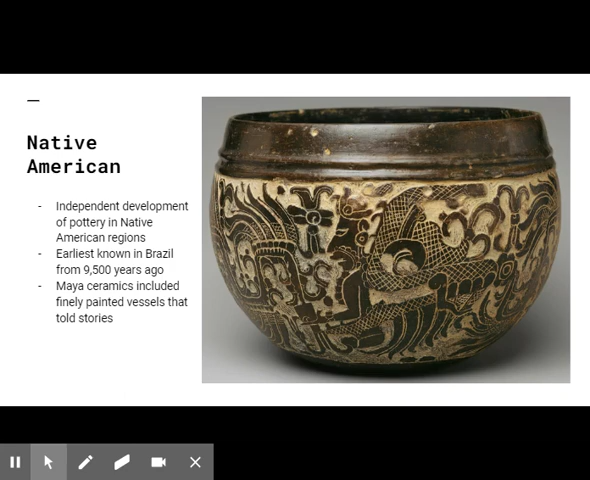 Native
American
- Independent development
of pottery in Native
American regions
- Earliest known in Brazil
from 9,500 years ago
- Maya ceramics included
finely painted vessels that
told stories